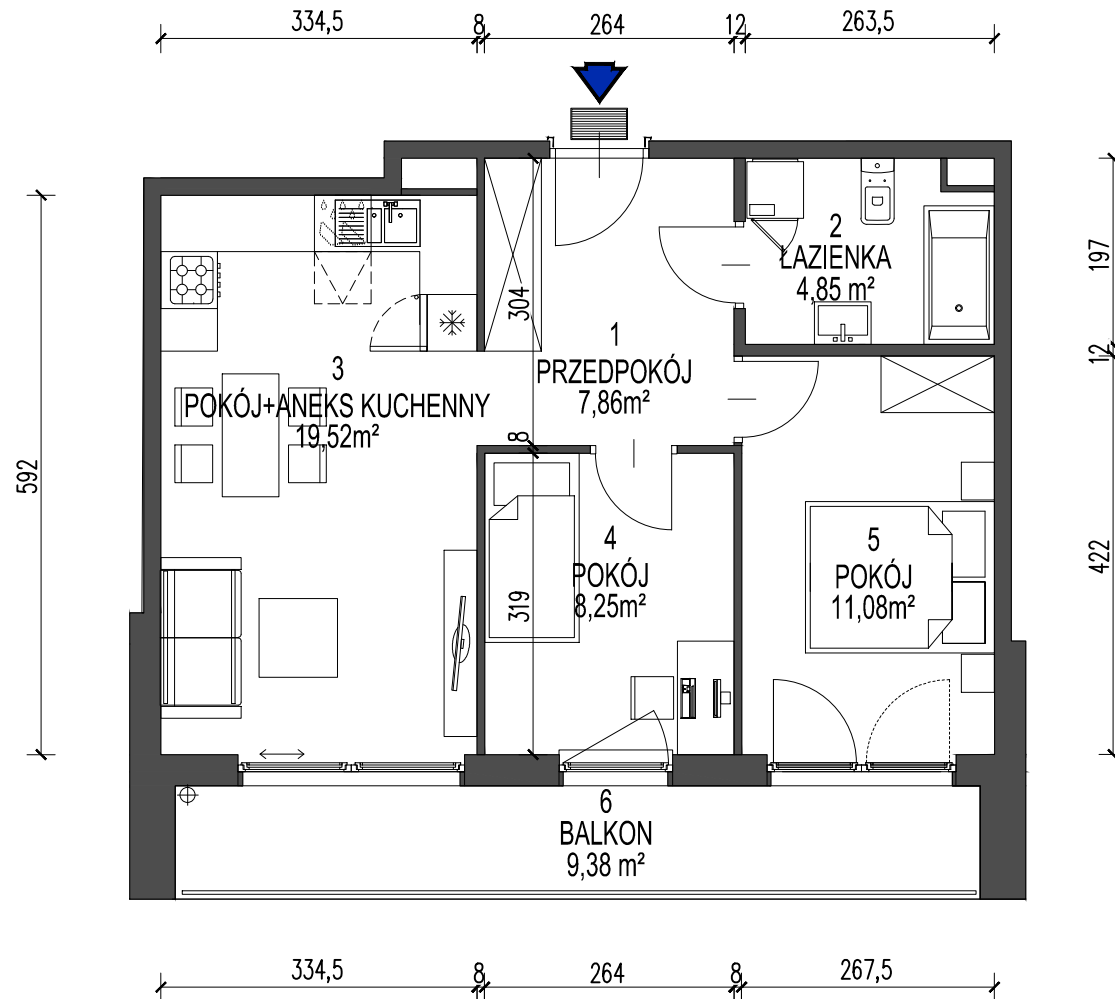 334,5
8
264
12
263,5
2
ŁAZIENKA
4,85 m²
197
304
1
PRZEDPOKÓJ
7,86m²
12
3
POKÓJ+ANEKS KUCHENNY
19,52m²
8
592
4
POKÓJ
8,25m²
319
5
POKÓJ
11,08m²
422
6
BALKON
9,38 m²
334,5
8
264
8
267,5